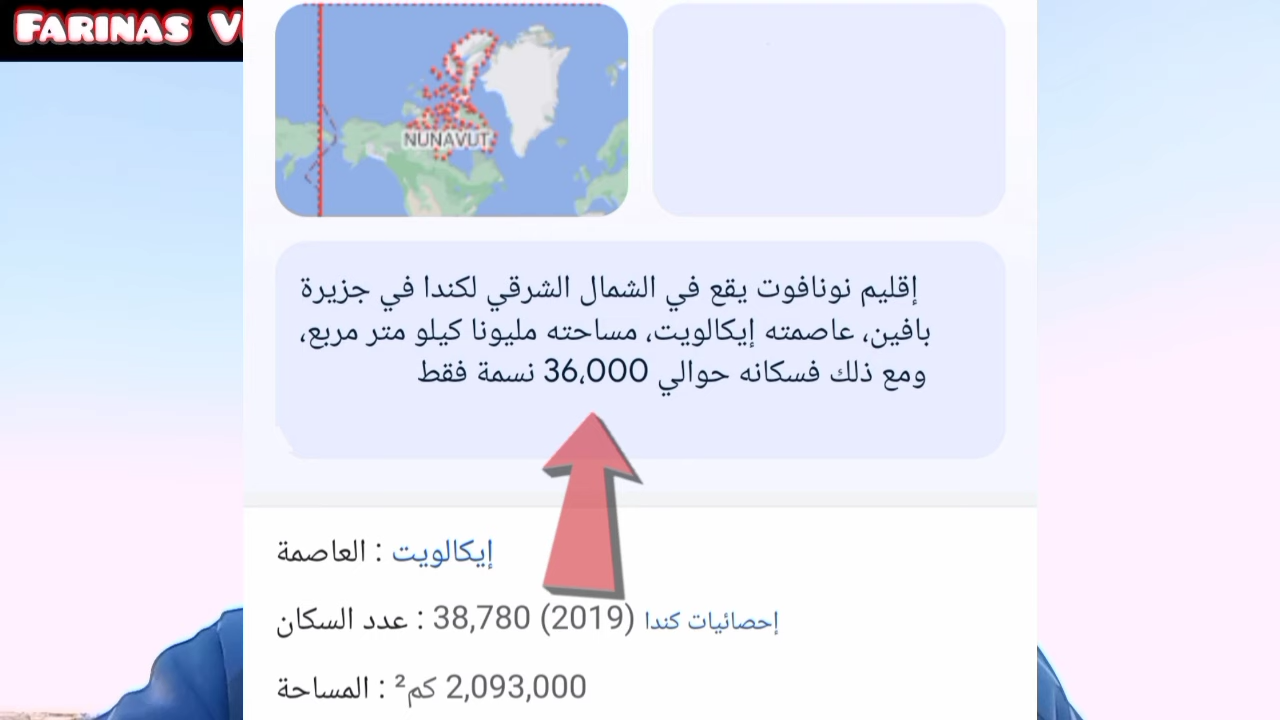 FARINAS V
NUNAVUT
إقليم نونافوت يقع في الشمال الشرقي لكندا في جزيرة
بافين، عاصمته إيكالويت، مساحته مليونا كيلو متر مربع،
ومع ذلك فسكانه حوالي 36،000 نسمة فقط
العاصمة : إيكالويت
عدد السكان : 38,780 (2019) إحصائيات كندا
المساحة : 2,093,000 كم²